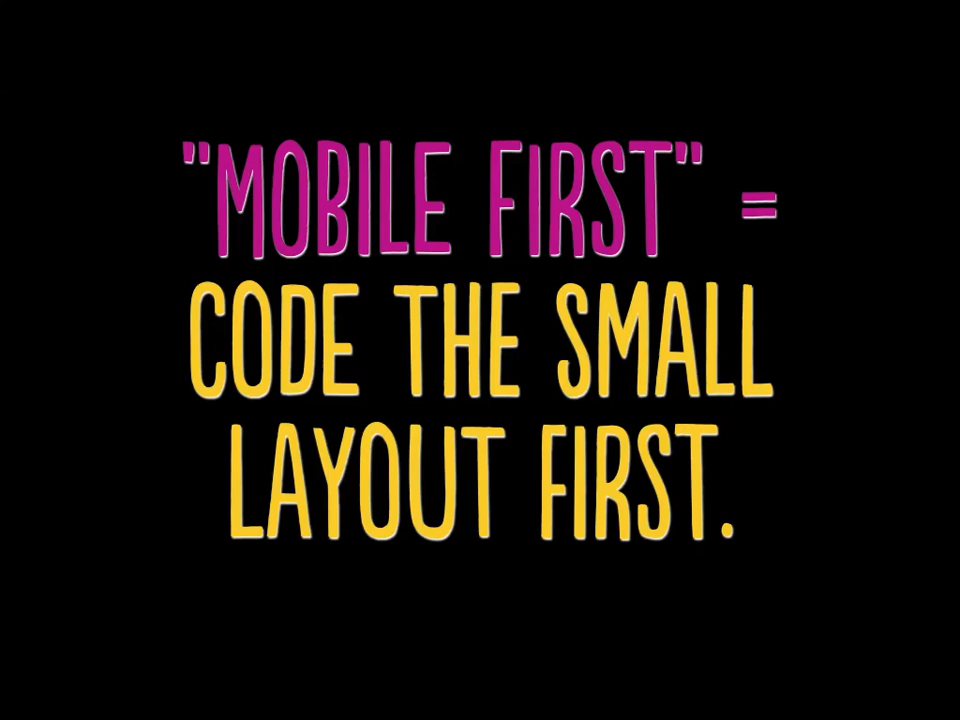 "MOBILE FIRST" =
CODE THE SMALL
LAYOUT FIRST.